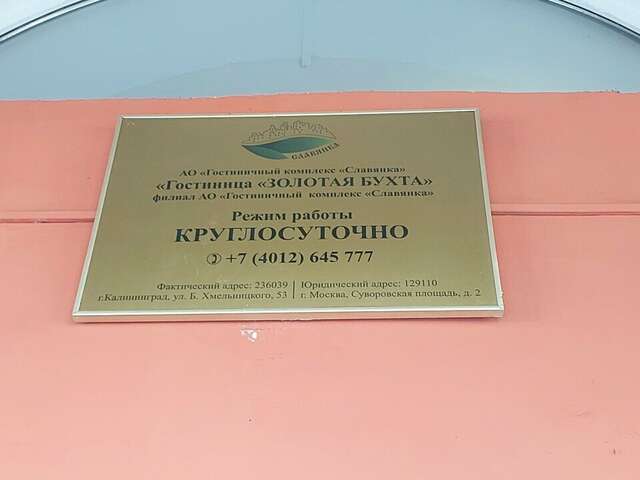 СЛАВЯНКА
АО «Гостиничный комплекс «Славянка»
«Гостиница «ЗОЛОТАЯ БУХТА»
филиал АО «Гостиничный комплекс «Славянка»
Режим работы
КРУГЛОСУТОЧНО
✆ +7 (4012) 645 777
Фактический адрес: 236039
г.Калининград, ул. Б. Хмельницкого, 53
Юридический адрес: 129110
г. Москва, Суворовская площадь, д. 2